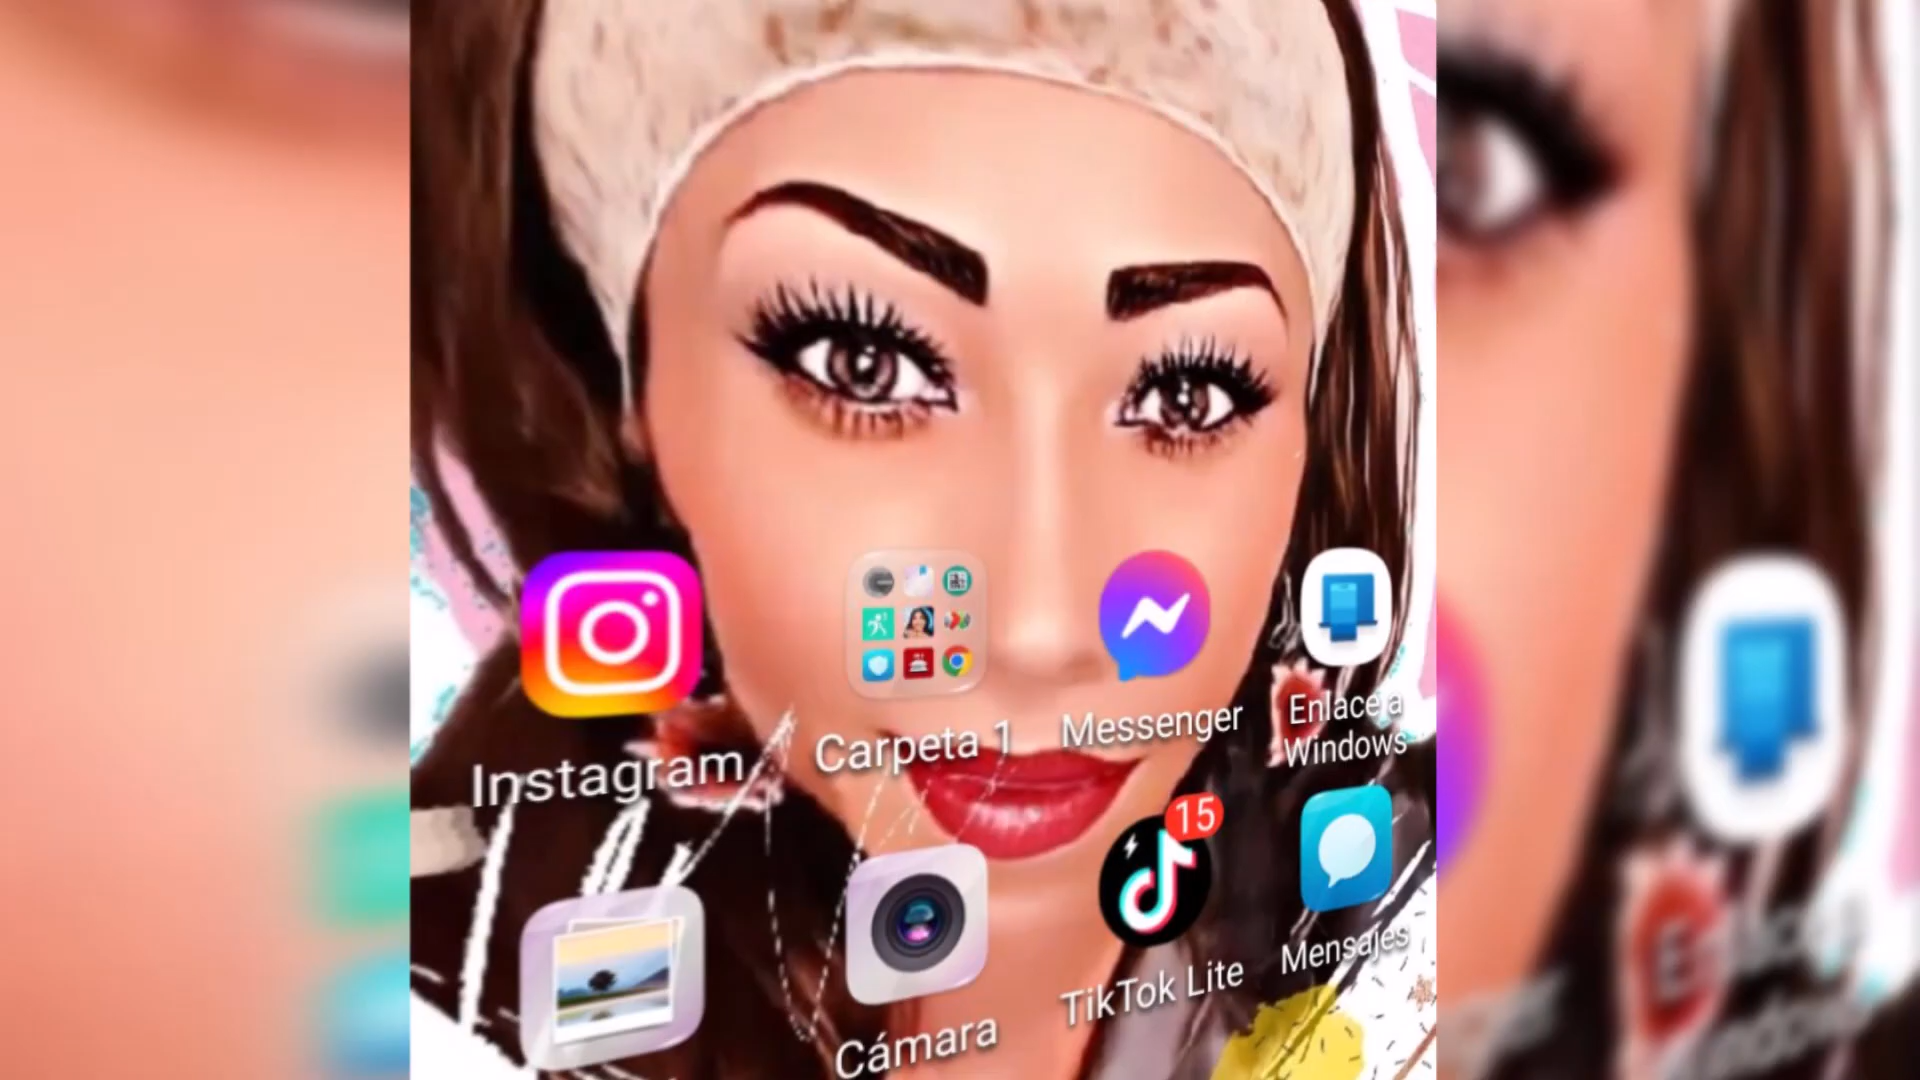 Instagram
Carpeta 1
Messenger
Enlace a
Windows
15
Cámara
TikTok Lite
Mensajes